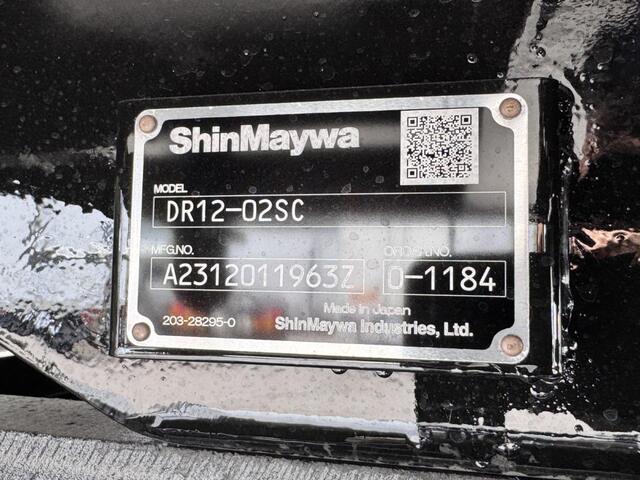 ShinMaywa
MODEL
DR12-02SC
MFG.NO.
ORDER.NO.
A2312011963Z
0-1184
Made in Japan
203-28295-0
ShinMaywa Industries, Ltd.